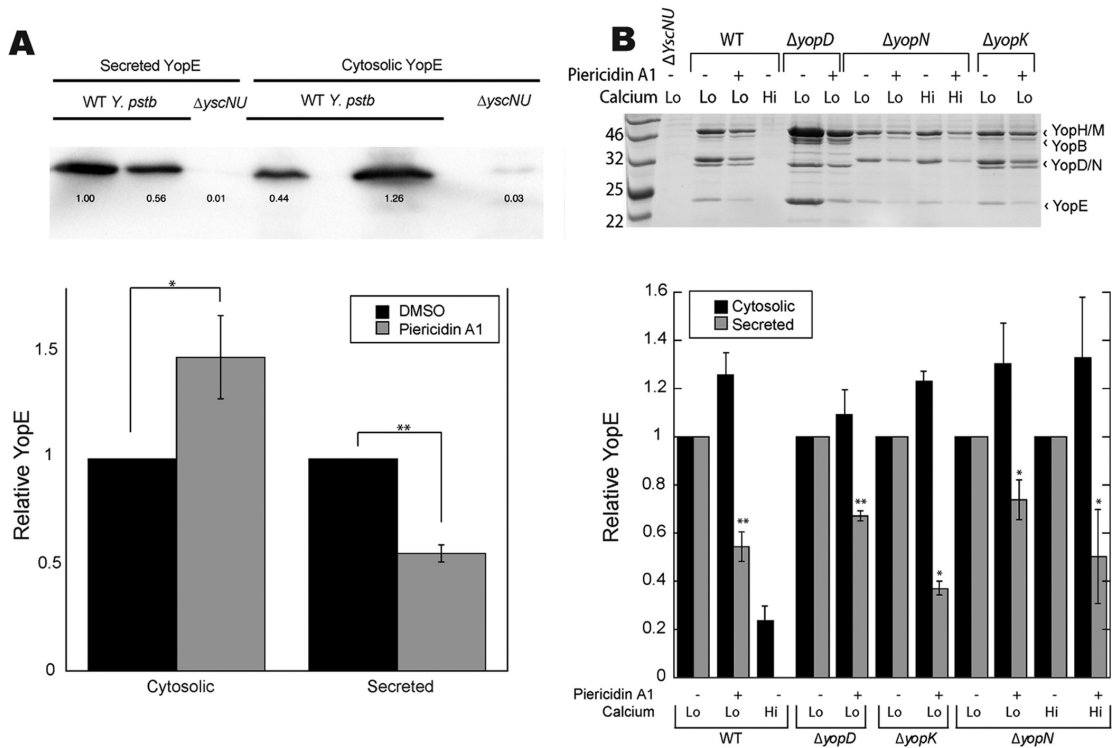 A
Secreted YopE Cytosolic YopE
WT Y. pstb ΔyscNU WT Y. pstb ΔyscNU
1.00 0.56 0.01 0.44 1.26 0.03
*
**
DMSO
Piericidin A1
Relative YopE
1.5
1
0.5
0
Cytosolic Secreted
B
ΔYscNU WT ΔyopD ΔyopN ΔyopK
Piericidin A1 - - + - - + - + - + - +
Calcium Lo Lo Lo Hi Lo Lo Lo Lo Hi Hi Lo Lo
46
32
25
22
‹ YopH/M
‹ YopB
‹ YopD/N
‹ YopE
Cytosolic
Secreted
Relative YopE
1.6
1.4
1.2
1
0.8
0.6
0.4
0.2
0
** ** * * *
Piericidin A1 - + - - + - + - + - +
Calcium Lo Lo Hi Lo Lo Lo Lo Lo Lo Hi Hi
WT ΔyopD ΔyopK ΔyopN